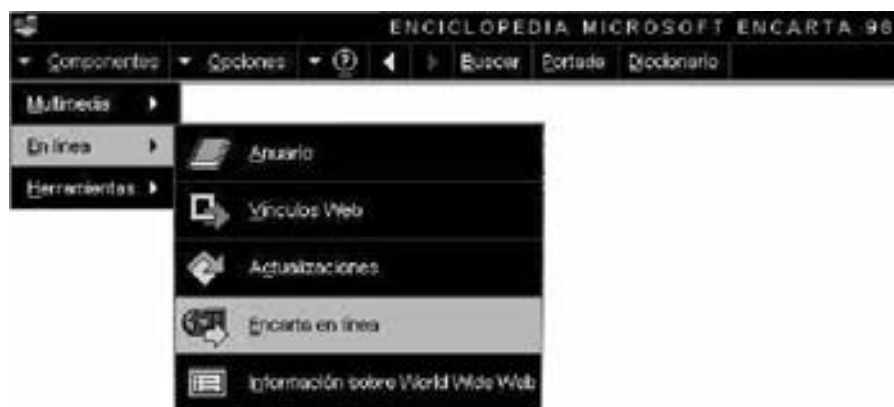 ENCICLOPEDIA MICROSOFT ENCARTA 98
Componentes Opciones ? Buscar Portada Diccionario
Multimedia
En línea
Herramientas
Anuario
Vínculos Web
Actualizaciones
Encarta en línea
Información sobre World Wide Web